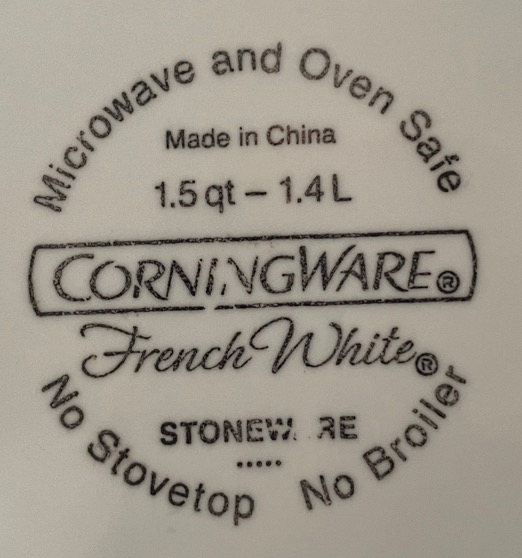 Microwave and Oven Safe
Made in China
1.5 qt – 1.4 L
CORNINGWARE®
French White®
STONEWARE
No Stovetop No Broiler